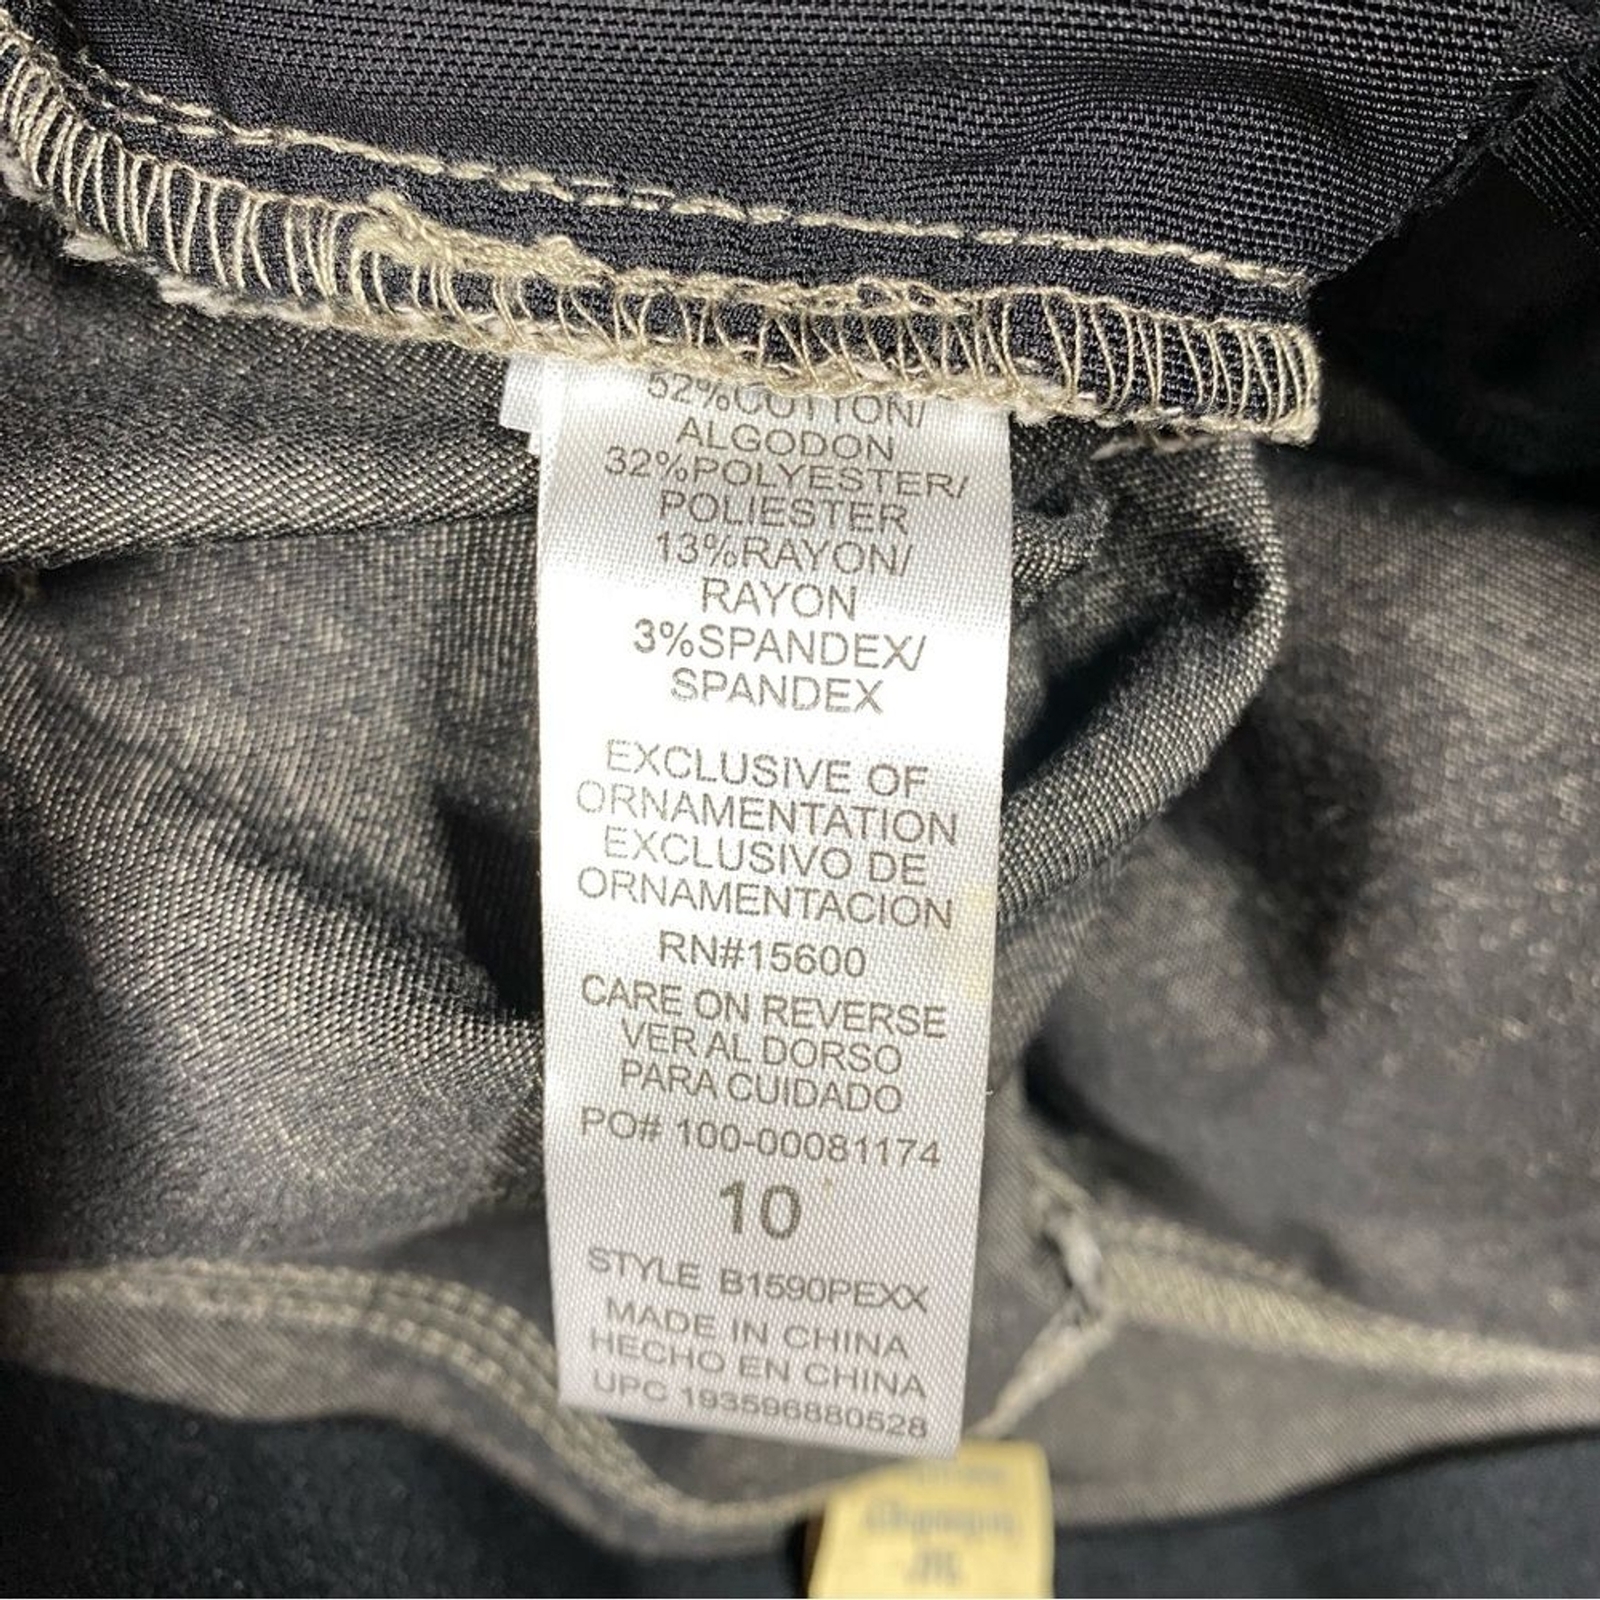 52%COTTON/
ALGODON
32%POLYESTER/
POLIESTER
13%RAYON/
RAYON
3%SPANDEX/
SPANDEX
EXCLUSIVE OF
ORNAMENTATION
EXCLUSIVO DE
ORNAMENTACION
RN#15600
CARE ON REVERSE
VER AL DORSO
PARA CUIDADO
PO# 100-00081174
10
STYLE B1590PEXX
MADE IN CHINA
HECHO EN CHINA
UPC 193596880528